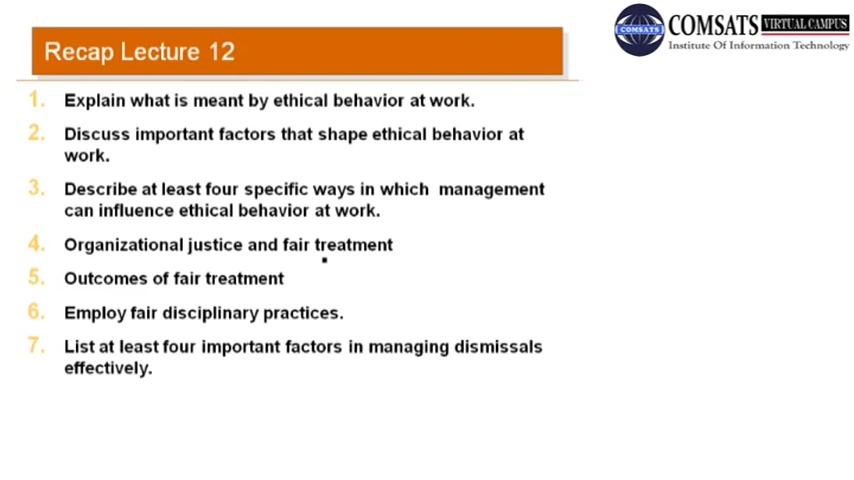 COMSATS VIRTUAL CAMPUS
COMSATS
Institute Of Information Technology
Recap Lecture 12
1. Explain what is meant by ethical behavior at work.
2. Discuss important factors that shape ethical behavior at
work.
3. Describe at least four specific ways in which management
can influence ethical behavior at work.
4. Organizational justice and fair treatment
5. Outcomes of fair treatment
6. Employ fair disciplinary practices.
7. List at least four important factors in managing dismissals
effectively.